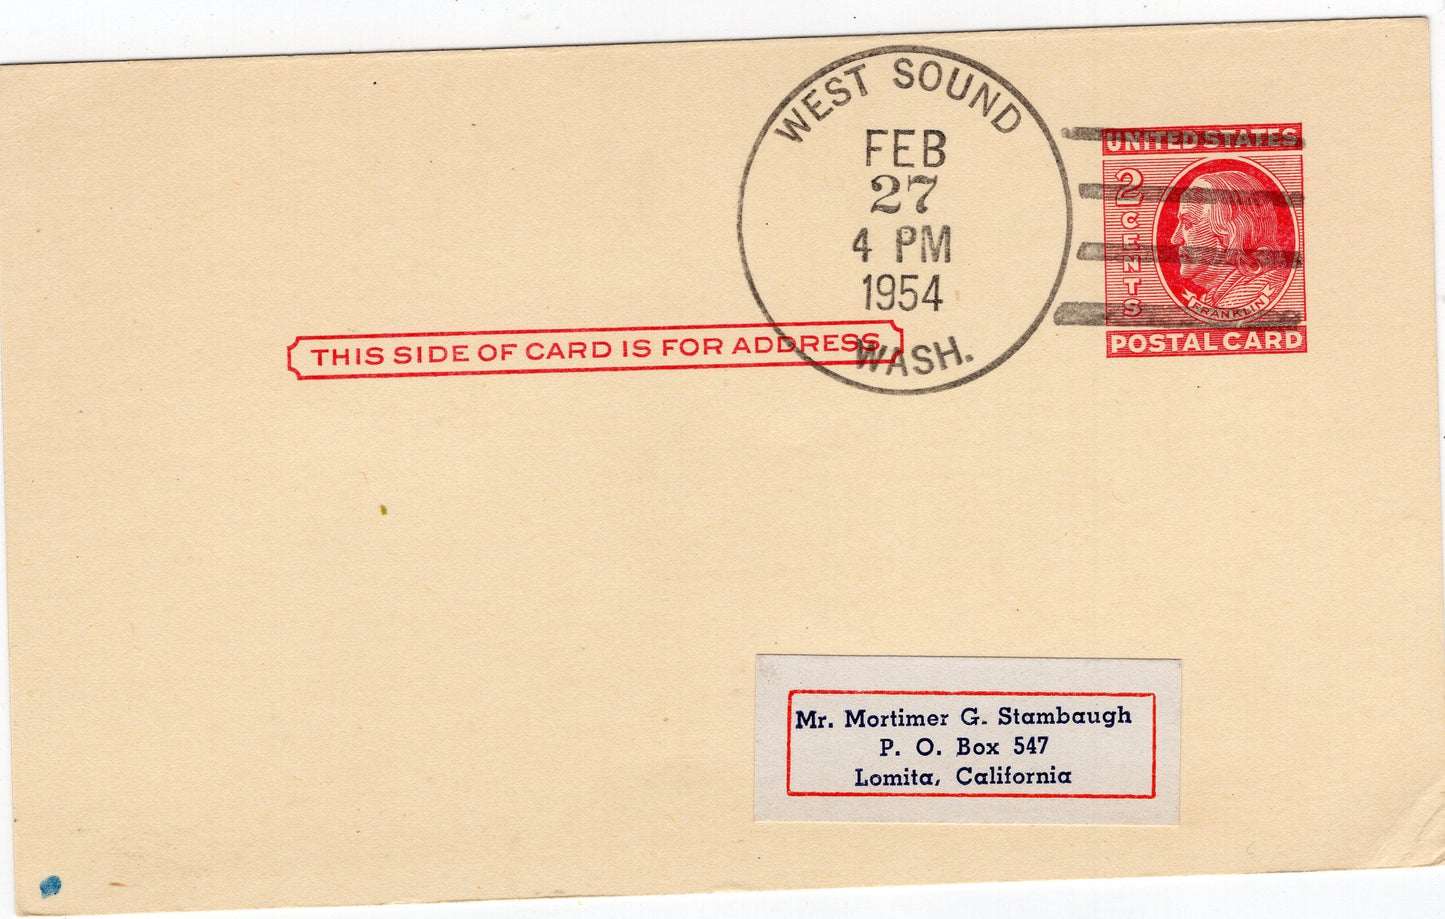 WEST SOUND
FEB
27
4 PM
1954
WASH.
UNITED STATES
2
CENTS
FRANKLIN
POSTAL CARD
THIS SIDE OF CARD IS FOR ADDRESS
Mr. Mortimer G. Stambaugh
P. O. Box 547
Lomita, California